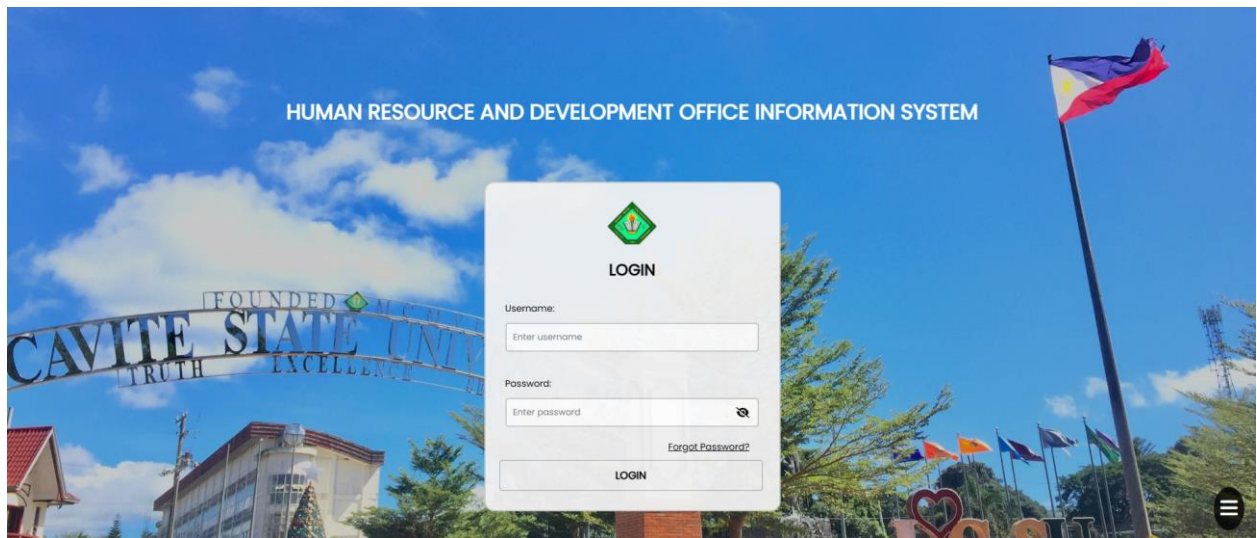 HUMAN RESOURCE AND DEVELOPMENT OFFICE INFORMATION SYSTEM
LOGIN
FOUNDED
CAVITE STATE
TRUTH EXCELLENCE
Username:
Enter username
Password:
Enter password
Forgot Password?
LOGIN